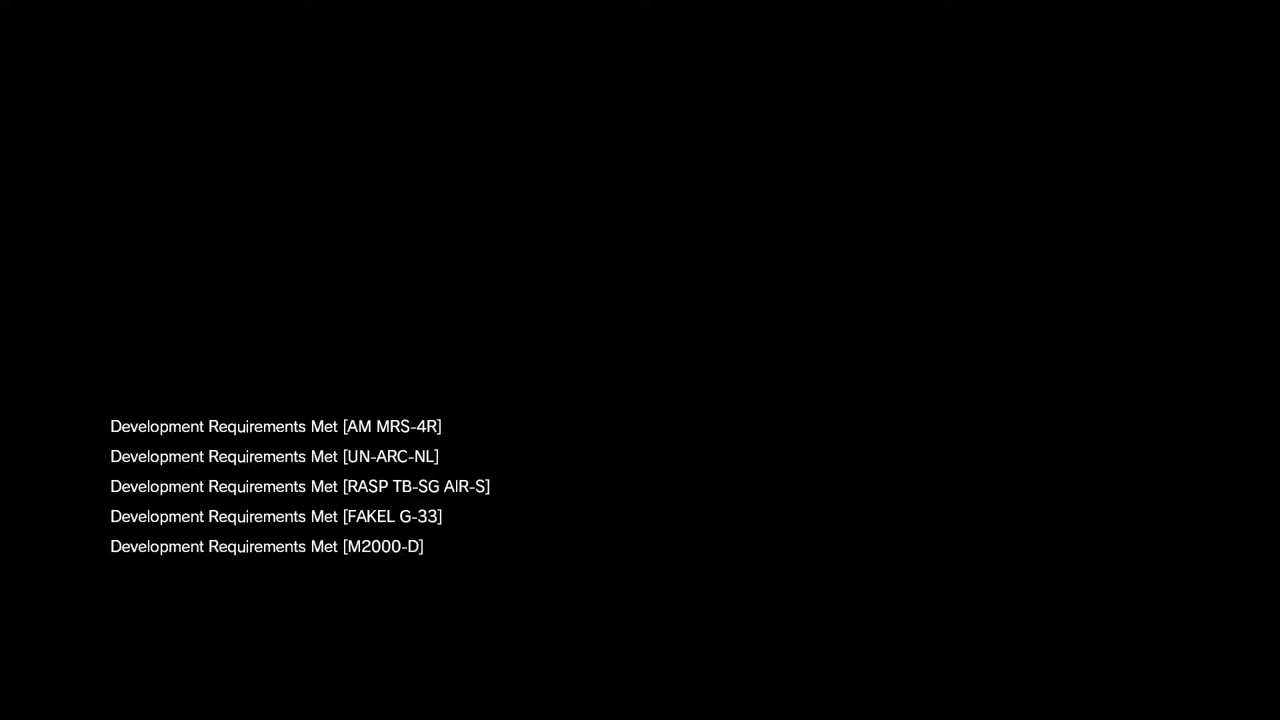 Development Requirements Met [AM MRS-4R]
Development Requirements Met [UN-ARC-NL]
Development Requirements Met [RASP TB-SG AIR-S]
Development Requirements Met [FAKEL G-33]
Development Requirements Met [M2000-D]